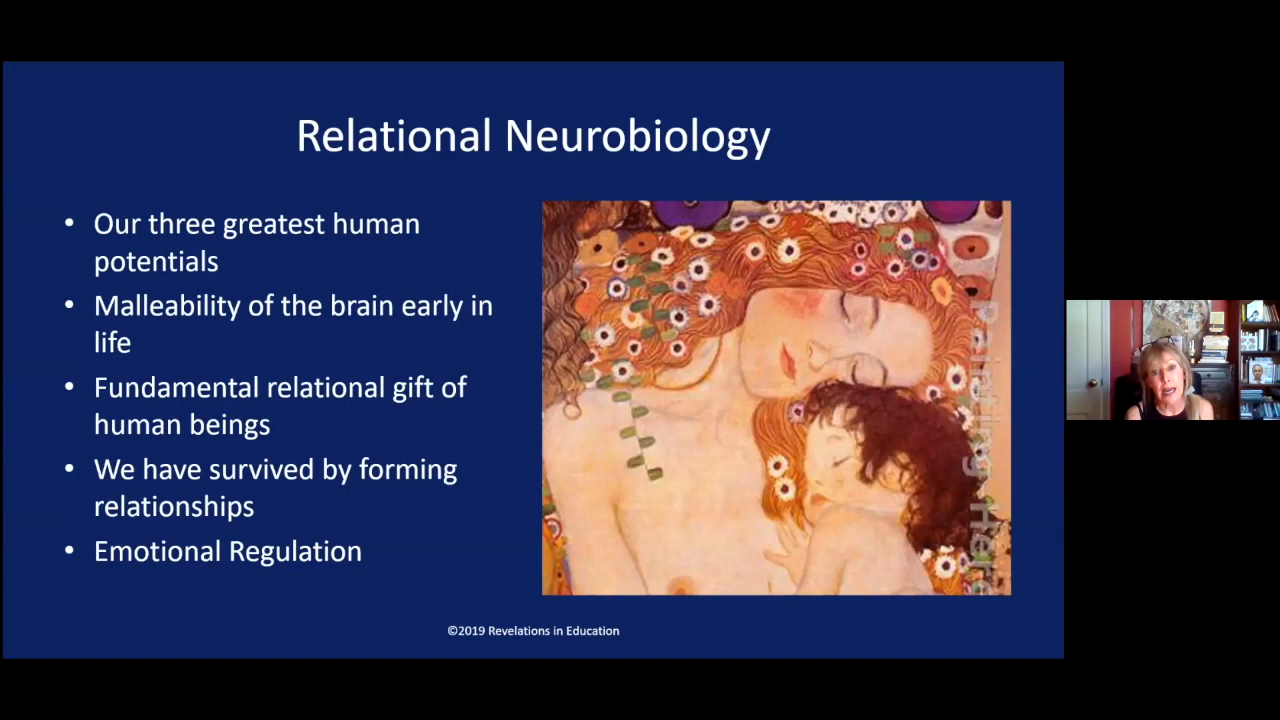 Relational Neurobiology
• Our three greatest human
potentials
• Malleability of the brain early in
life
• Fundamental relational gift of
human beings
• We have survived by forming
relationships
• Emotional Regulation
©2019 Revelations in Education